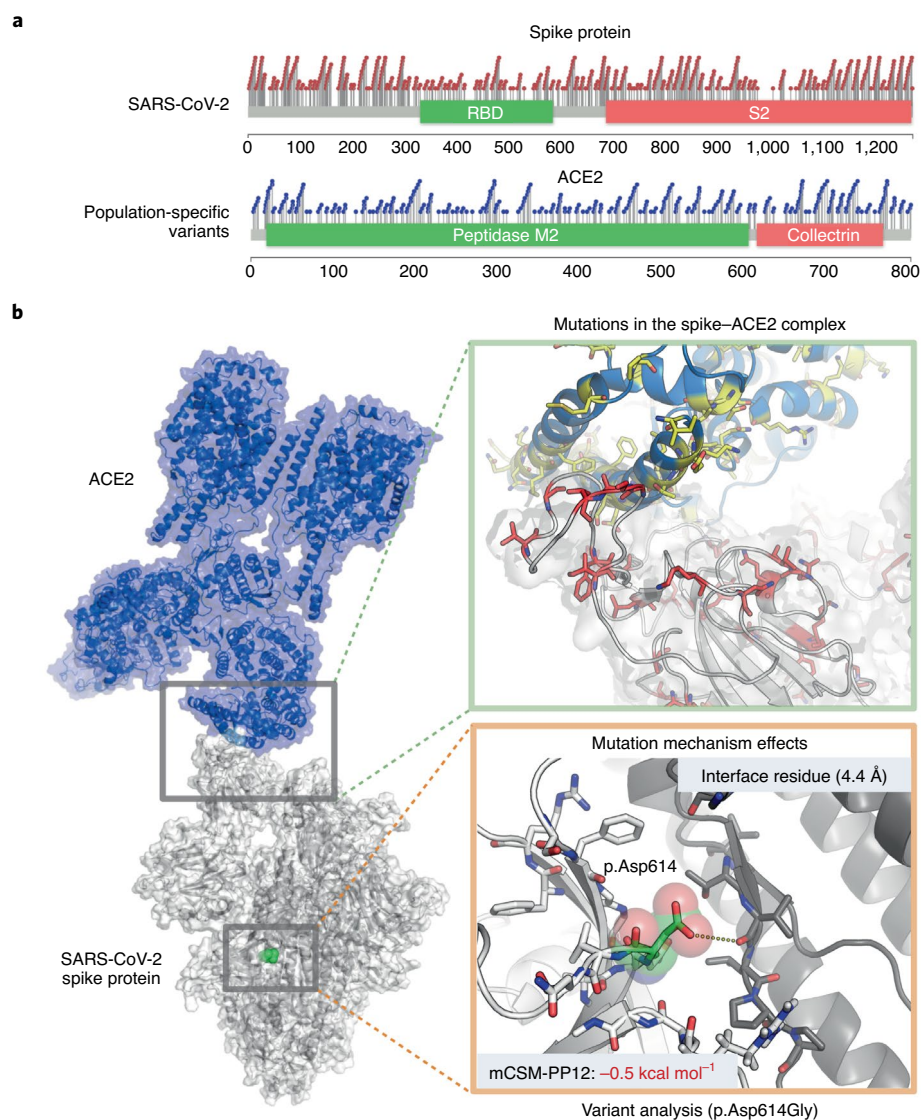 a
Spike protein
SARS-CoV-2
RBD
S2
0 100 200 300 400 500 600 700 800 900 1,000 1,100 1,200
ACE2
Population-specific
variants
Peptidase M2
Collectrin
0 100 200 300 400 500 600 700 800
b
Mutations in the spike–ACE2 complex
ACE2
Mutation mechanism effects
Interface residue (4.4 Å)
p.Asp614
SARS-CoV-2
spike protein
mCSM-PP12: –0.5 kcal mol⁻¹
Variant analysis (p.Asp614Gly)